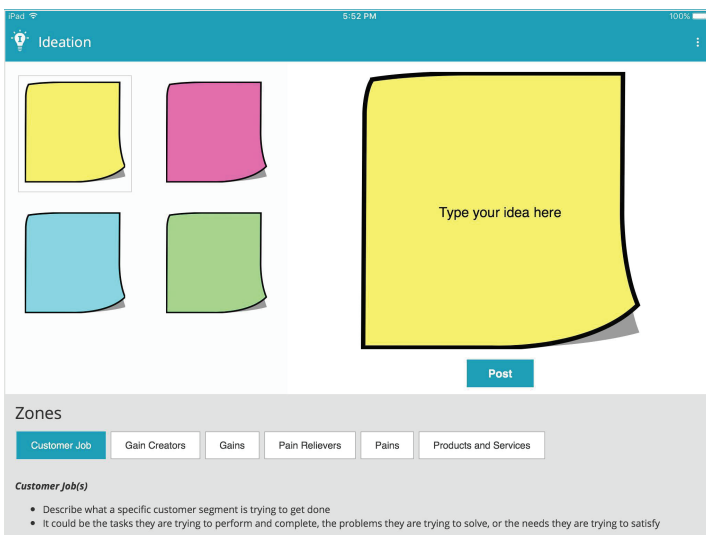 iPad 5:52 PM 100%
I Ideation
Type your idea here
Post
Zones
Customer Job Gain Creators Gains Pain Relievers Pains Products and Services
Customer Job(s)
• Describe what a specific customer segment is trying to get done
• It could be the tasks they are trying to perform and complete, the problems they are trying to solve, or the needs they are trying to satisfy